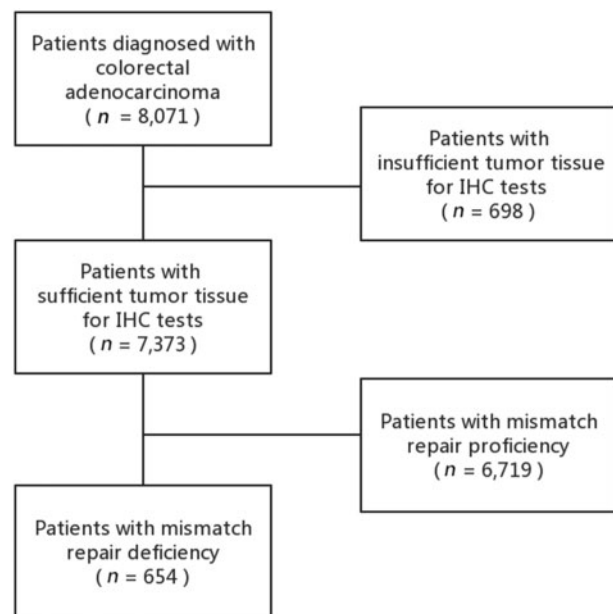 Patients diagnosed with
colorectal
adenocarcinoma
( n = 8,071 )
Patients with
insufficient tumor tissue
for IHC tests
( n = 698 )
Patients with
sufficient tumor tissue
for IHC tests
( n = 7,373 )
Patients with mismatch
repair proficiency
( n = 6,719 )
Patients with mismatch
repair deficiency
( n = 654 )